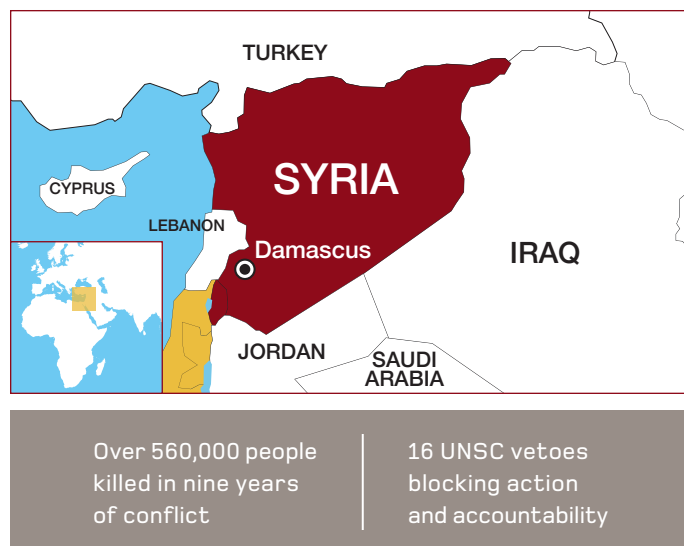 TURKEY
SYRIA
CYPRUS
LEBANON
Damascus
IRAQ
JORDAN
SAUDI
ARABIA
Over 560,000 people
killed in nine years
of conflict
16 UNSC vetoes
blocking action
and accountability